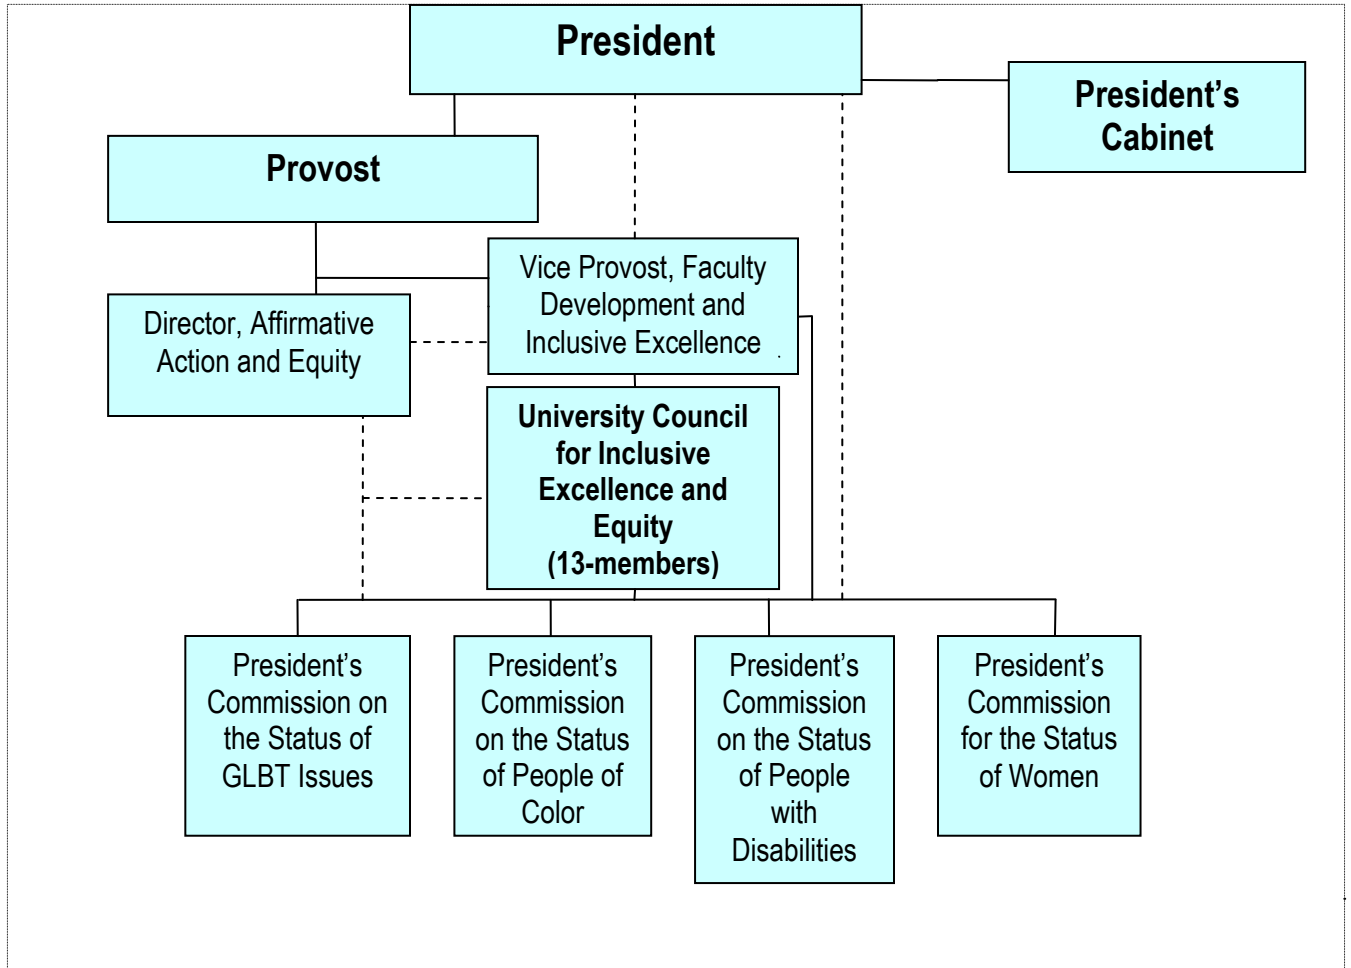 President
President’s
Cabinet
Provost
Vice Provost, Faculty
Development and
Inclusive Excellence
Director, Affirmative
Action and Equity
University Council
for Inclusive
Excellence and
Equity
(13-members)
President’s
Commission on
the Status of
GLBT Issues
President’s
Commission
on the Status
of People of
Color
President’s
Commission
on the Status
of People
with
Disabilities
President’s
Commission
for the Status
of Women